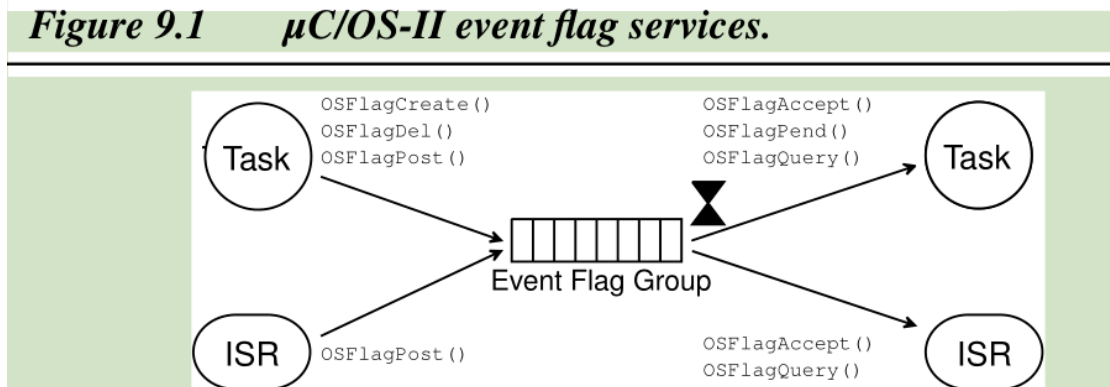 Figure 9.1 µC/OS-II event flag services.
OSFlagCreate()
OSFlagDel()
OSFlagPost()
OSFlagAccept()
OSFlagPend()
OSFlagQuery()
Task
Task
Event Flag Group
ISR
OSFlagPost()
OSFlagAccept()
OSFlagQuery()
ISR